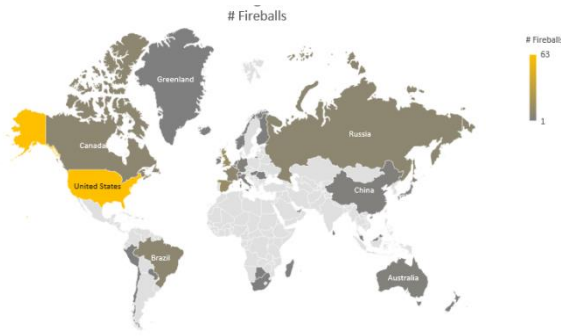 # Fireballs
# Fireballs
63
1
Greenland
Canada
Russia
United States
China
Brazil
Australia